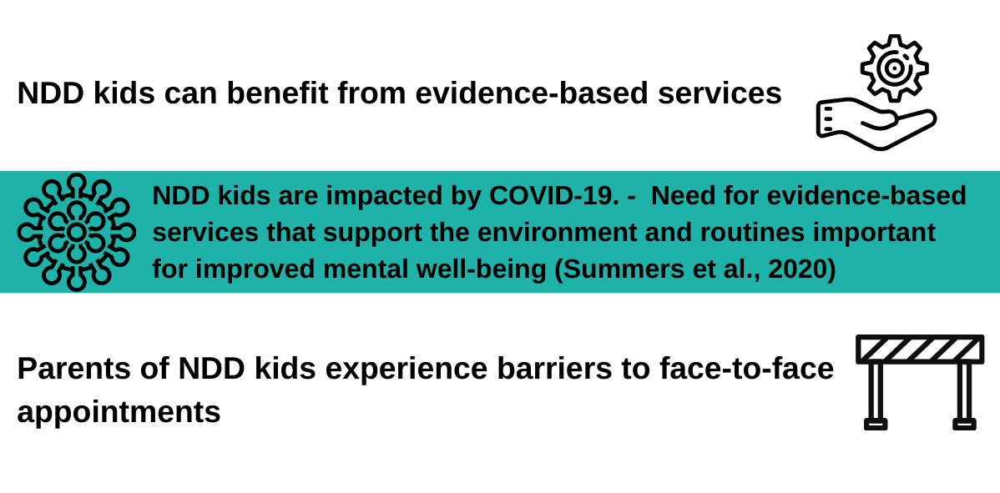 NDD kids can benefit from evidence-based services
NDD kids are impacted by COVID-19. -  Need for evidence-based
services that support the environment and routines important
for improved mental well-being (Summers et al., 2020)
Parents of NDD kids experience barriers to face-to-face
appointments